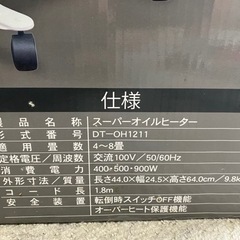 仕様
製品名称 スーパーオイルヒーター
形式番号 DT-OH1211
適用畳数 4〜8畳
定格電圧/周波数 交流100V/50/60Hz
消費電力 400・500・900W
外形寸法/質量 長さ44.0×幅24.5×高さ64.0cm/9.8k
コード長 1.8m
安全装置 転倒時スイッチOFF機能
オーバーヒート保護機能